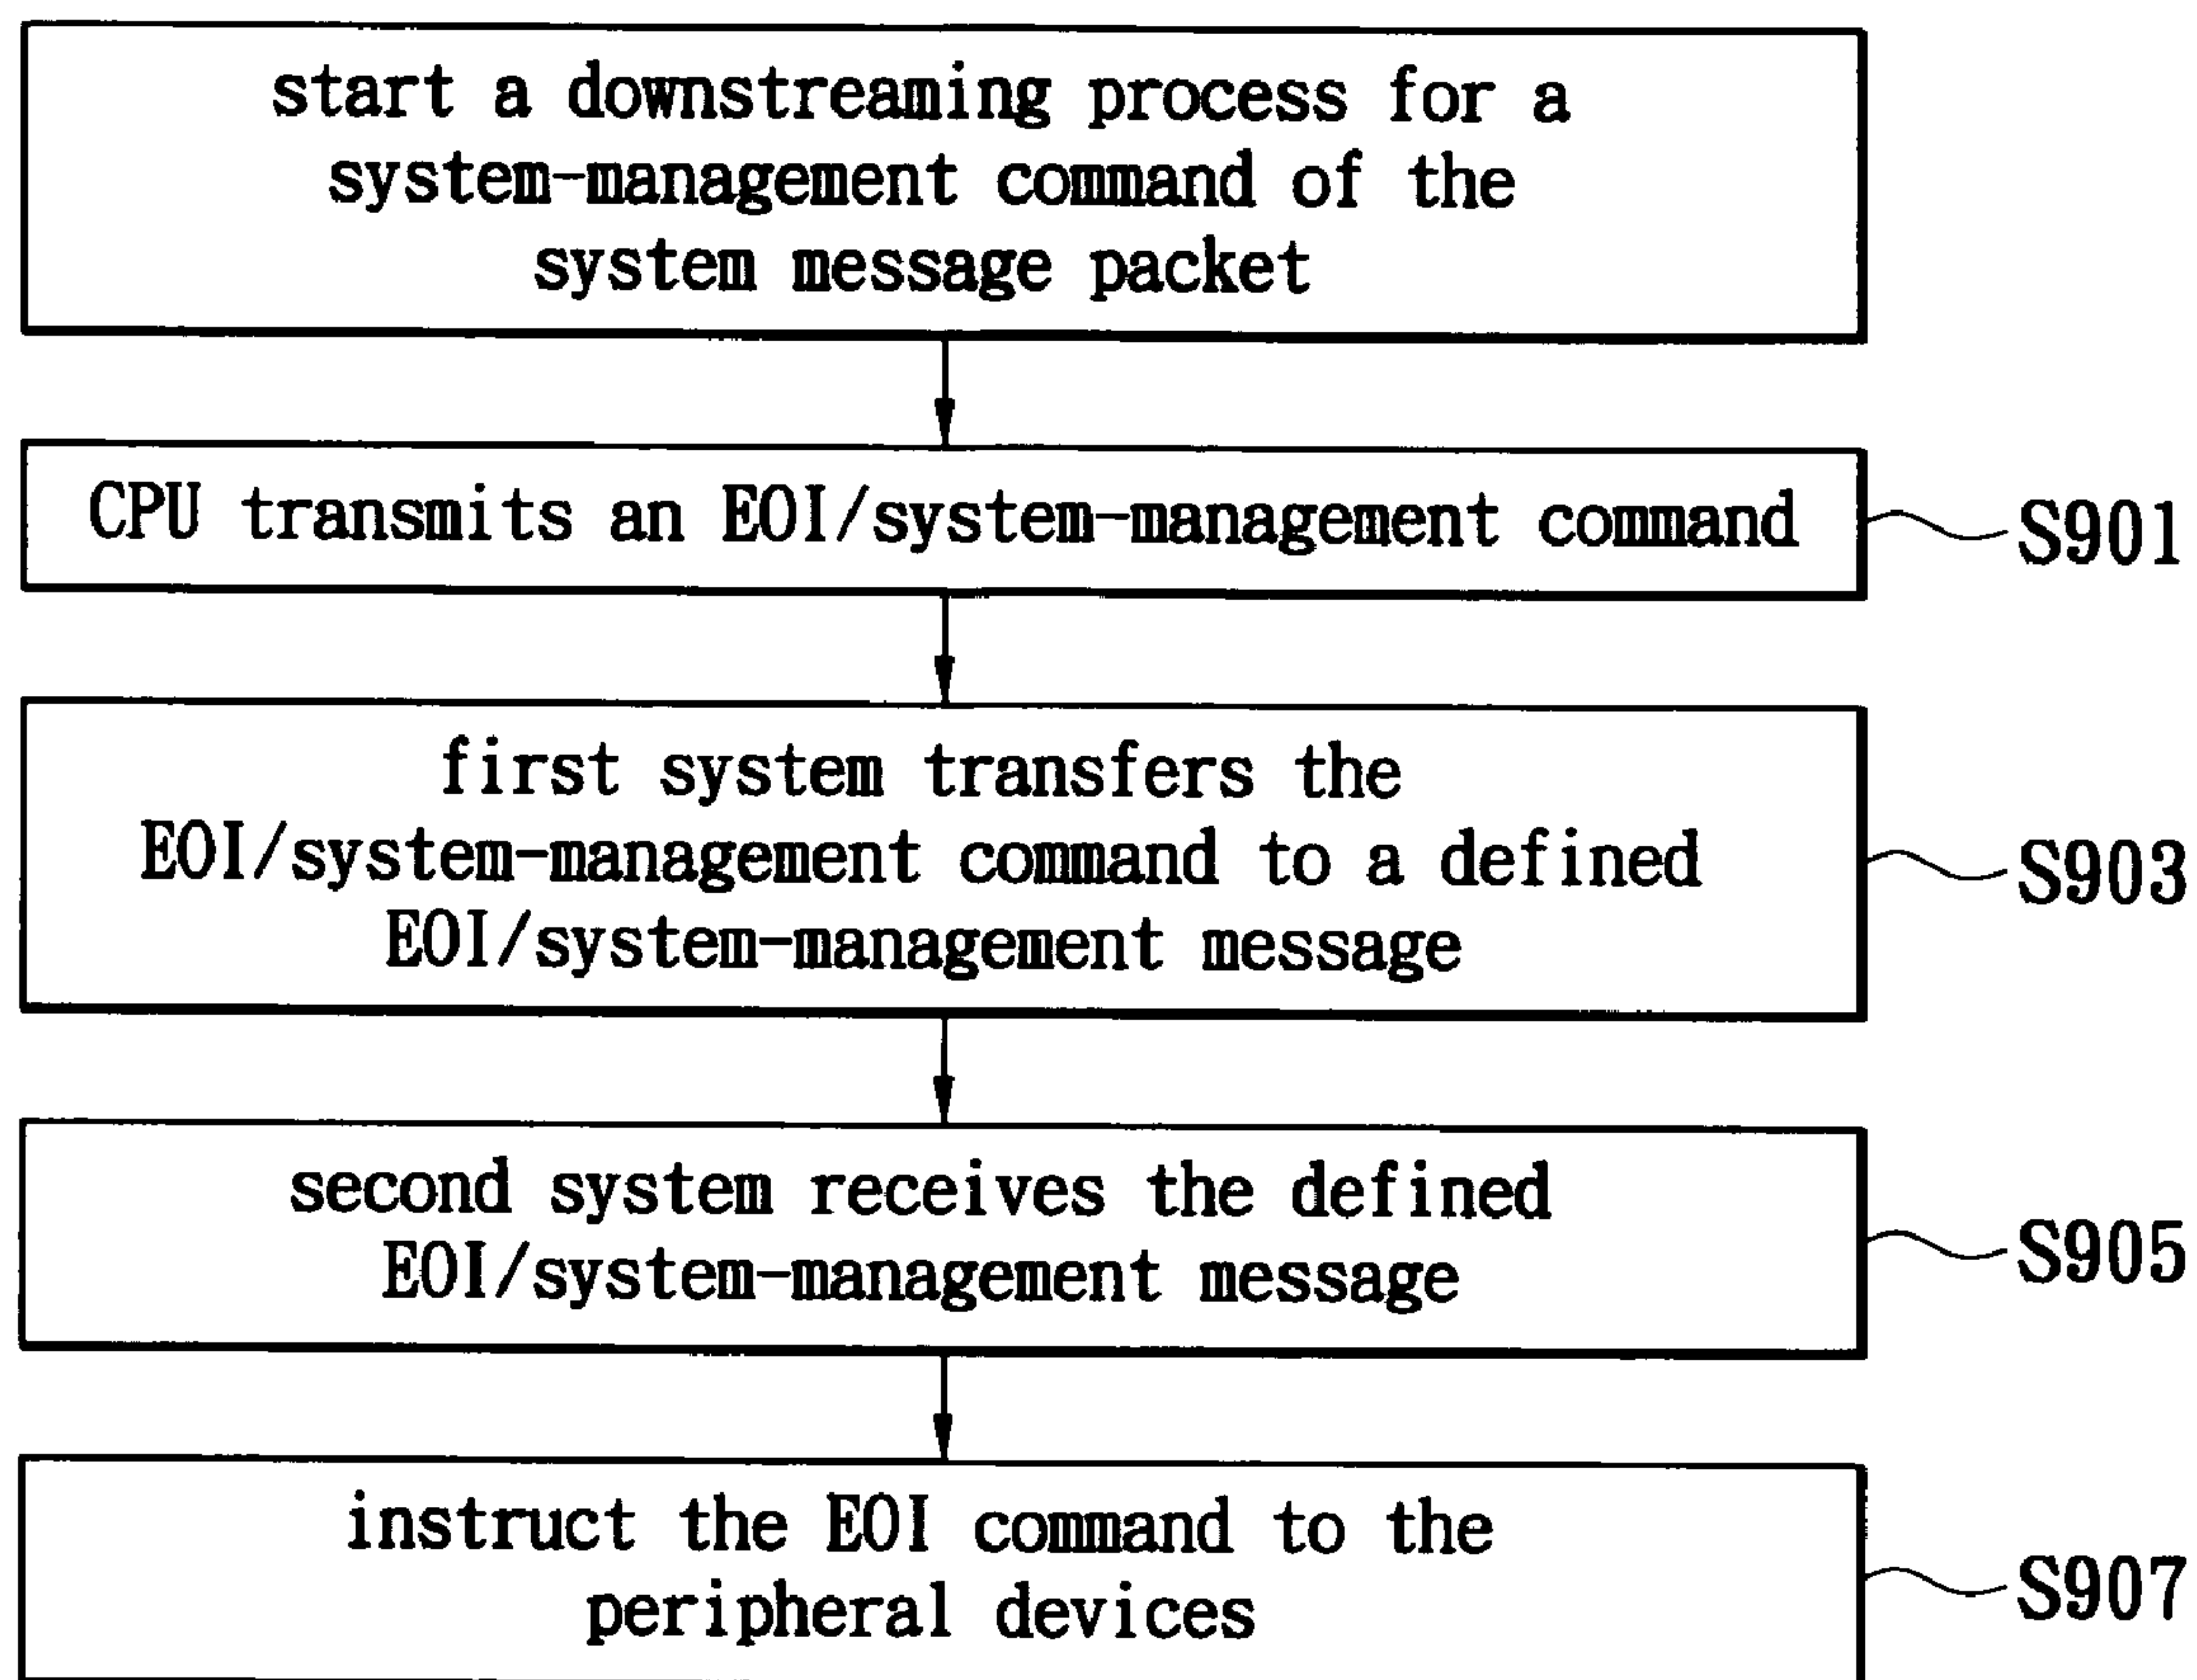 start a downstreaming process for a
system-management command of the
system message packet
CPU transmits an EOI/system-management command
S901
first system transfers the
EOI/system-management command to a defined
EOI/system-management message
S903
second system receives the defined
EOI/system-management message
S905
instruct the EOI command to the
peripheral devices
S907